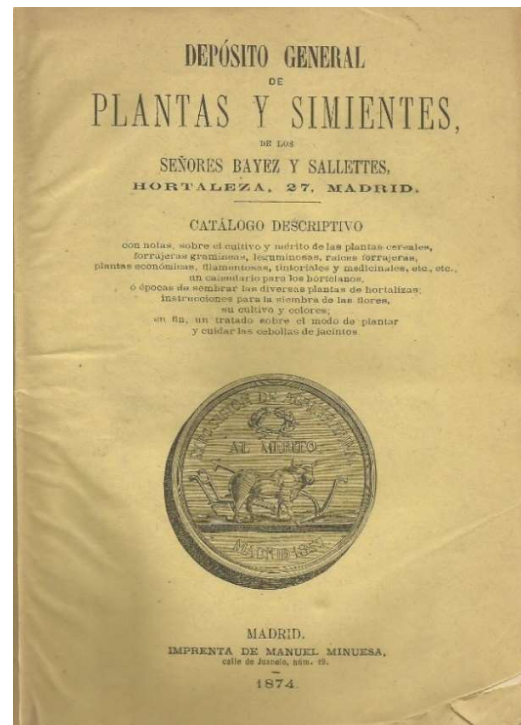 DEPÓSITO GENERAL
DE
PLANTAS Y SIMIENTES,
DE LOS
SEÑORES BAYEZ Y SALLETTES,
HORTALEZA, 27, MADRID.
CATÁLOGO DESCRIPTIVO
con notas, sobre el cultivo y mérito de las plantas cereales,
forrajeras gramíneas, leguminosas, raíces forrajeras,
plantas económicas, filamentosas, tintoriales y medicinales, etc., etc.,
un calendario para los hortelanos,
ó épocas de sembrar las diversas plantas de hortalizas;
instrucciones para la siembra de las flores,
su cultivo y colores;
en fin, un tratado sobre el modo de plantar
y cuidar las cebollas de jacintos.
DE
AL MERITO
MADRID
MADRID.
IMPRENTA DE MANUEL MINUESA,
calle de Juanelo, núm. 19.
1874.